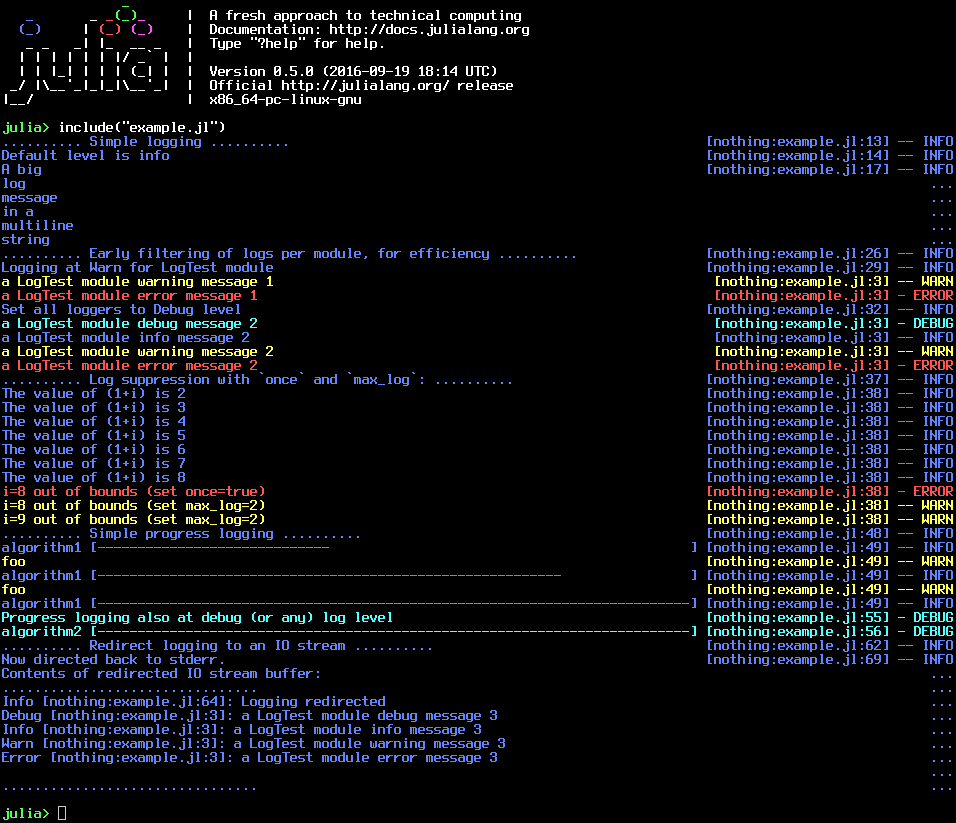 | A fresh approach to technical computing
| Documentation: http://docs.julialang.org
| Type "?help" for help.
|
| Version 0.5.0 (2016-09-19 18:14 UTC)
| Official http://julialang.org/ release
| x86_64-pc-linux-gnu
julia> include("example.jl")
.......... Simple logging .......... [nothing:example.jl:13] -- INFO
Default level is info [nothing:example.jl:14] -- INFO
A big [nothing:example.jl:17] -- INFO
log ...
message ...
in a ...
multiline ...
string ...
.......... Early filtering of logs per module, for efficiency .......... [nothing:example.jl:26] -- INFO
Logging at Warn for LogTest module [nothing:example.jl:29] -- INFO
a LogTest module warning message 1 [nothing:example.jl:3] -- WARN
a LogTest module error message 1 [nothing:example.jl:3] - ERROR
Set all loggers to Debug level [nothing:example.jl:32] -- INFO
a LogTest module debug message 2 [nothing:example.jl:3] - DEBUG
a LogTest module info message 2 [nothing:example.jl:3] -- INFO
a LogTest module warning message 2 [nothing:example.jl:3] -- WARN
a LogTest module error message 2 [nothing:example.jl:3] - ERROR
.......... Log suppression with `once` and `max_log`: .......... [nothing:example.jl:37] -- INFO
The value of (1+i) is 2 [nothing:example.jl:38] -- INFO
The value of (1+i) is 3 [nothing:example.jl:38] -- INFO
The value of (1+i) is 4 [nothing:example.jl:38] -- INFO
The value of (1+i) is 5 [nothing:example.jl:38] -- INFO
The value of (1+i) is 6 [nothing:example.jl:38] -- INFO
The value of (1+i) is 7 [nothing:example.jl:38] -- INFO
The value of (1+i) is 8 [nothing:example.jl:38] -- INFO
i=8 out of bounds (set once=true) [nothing:example.jl:38] - ERROR
i=8 out of bounds (set max_log=2) [nothing:example.jl:38] -- WARN
i=9 out of bounds (set max_log=2) [nothing:example.jl:38] -- WARN
.......... Simple progress logging .......... [nothing:example.jl:48] -- INFO
algorithm1 [----------------------------- ] [nothing:example.jl:49] -- INFO
foo [nothing:example.jl:49] -- WARN
algorithm1 [---------------------------------------------------------- ] [nothing:example.jl:49] -- INFO
foo [nothing:example.jl:49] -- WARN
algorithm1 [--------------------------------------------------------------------------] [nothing:example.jl:49] -- INFO
Progress logging also at debug (or any) log level [nothing:example.jl:55] - DEBUG
algorithm2 [--------------------------------------------------------------------------] [nothing:example.jl:56] - DEBUG
.......... Redirect logging to an IO stream .......... [nothing:example.jl:62] -- INFO
Now directed back to stderr. [nothing:example.jl:69] -- INFO
Contents of redirected IO stream buffer: ...
................................ ...
Info [nothing:example.jl:64]: Logging redirected ...
Debug [nothing:example.jl:3]: a LogTest module debug message 3 ...
Info [nothing:example.jl:3]: a LogTest module info message 3 ...
Warn [nothing:example.jl:3]: a LogTest module warning message 3 ...
Error [nothing:example.jl:3]: a LogTest module error message 3 ...
...
................................ ...
julia>